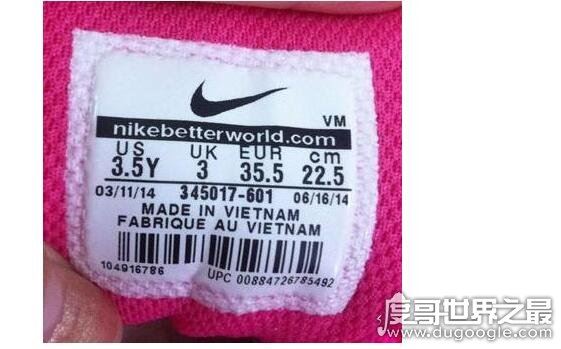 VM
nikebetterworld.com
US UK EUR cm
3.5Y 3 35.5 22.5
03/11/14 345017-601 06/16/14
MADE IN VIETNAM
FABRIQUE AU VIETNAM
104916786 UPC 00884726785492
度哥世界之最
www.dugoogle.com